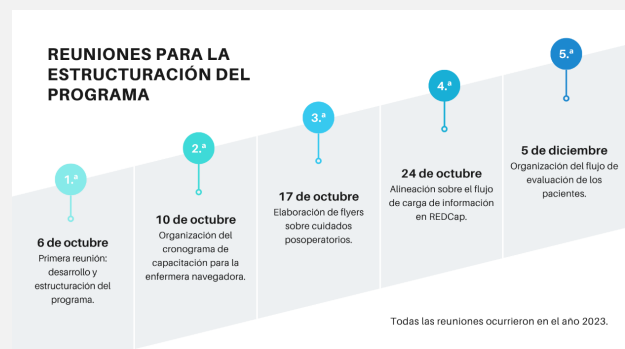 REUNIONES PARA LA
ESTRUCTURACIÓN DEL
PROGRAMA
1.ª
6 de octubre
Primera reunión:
desarrollo y
estructuración del
programa.
2.ª
10 de octubre
Organización del
cronograma de
capacitación para la
enfermera navegadora.
3.ª
17 de octubre
Elaboración de flyers
sobre cuidados
posoperatorios.
4.ª
24 de octubre
Alineación sobre el flujo
de carga de información
en REDCap.
5.ª
5 de diciembre
Organización del flujo de
evaluación de los
pacientes.
Todas las reuniones ocurrieron en el año 2023.